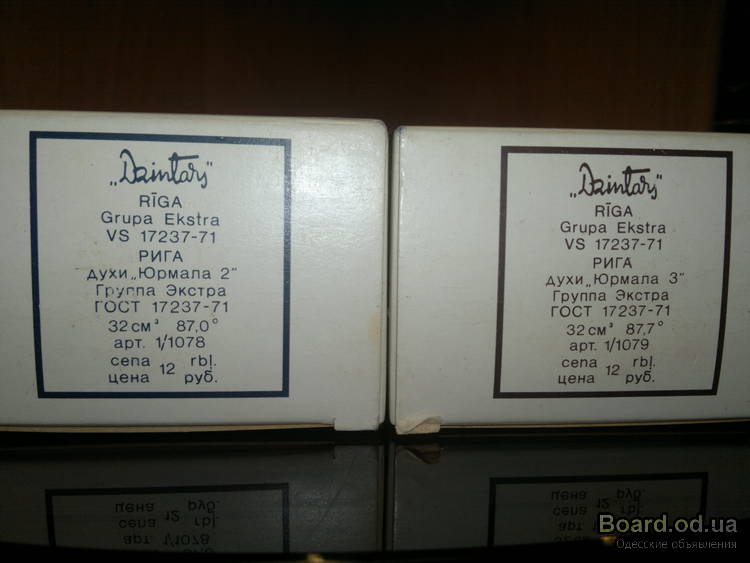 „Dzintars"
RĪGA
Grupa Ekstra
VS 17237-71
РИГА
духи „Юрмала 2"
Группа Экстра
ГОСТ 17237-71
32 см³ 87,0°
арт. 1/1078
cena 12 rbļ.
цена руб.
„Dzintars"
RĪGA
Grupa Ekstra
VS 17237-71
РИГА
духи „Юрмала 3"
Группа Экстра
ГОСТ 17237-71
32 см³ 87,7°
арт. 1/1079
cena 12 rbļ.
цена руб.
Board.od.ua
Одесские объявления